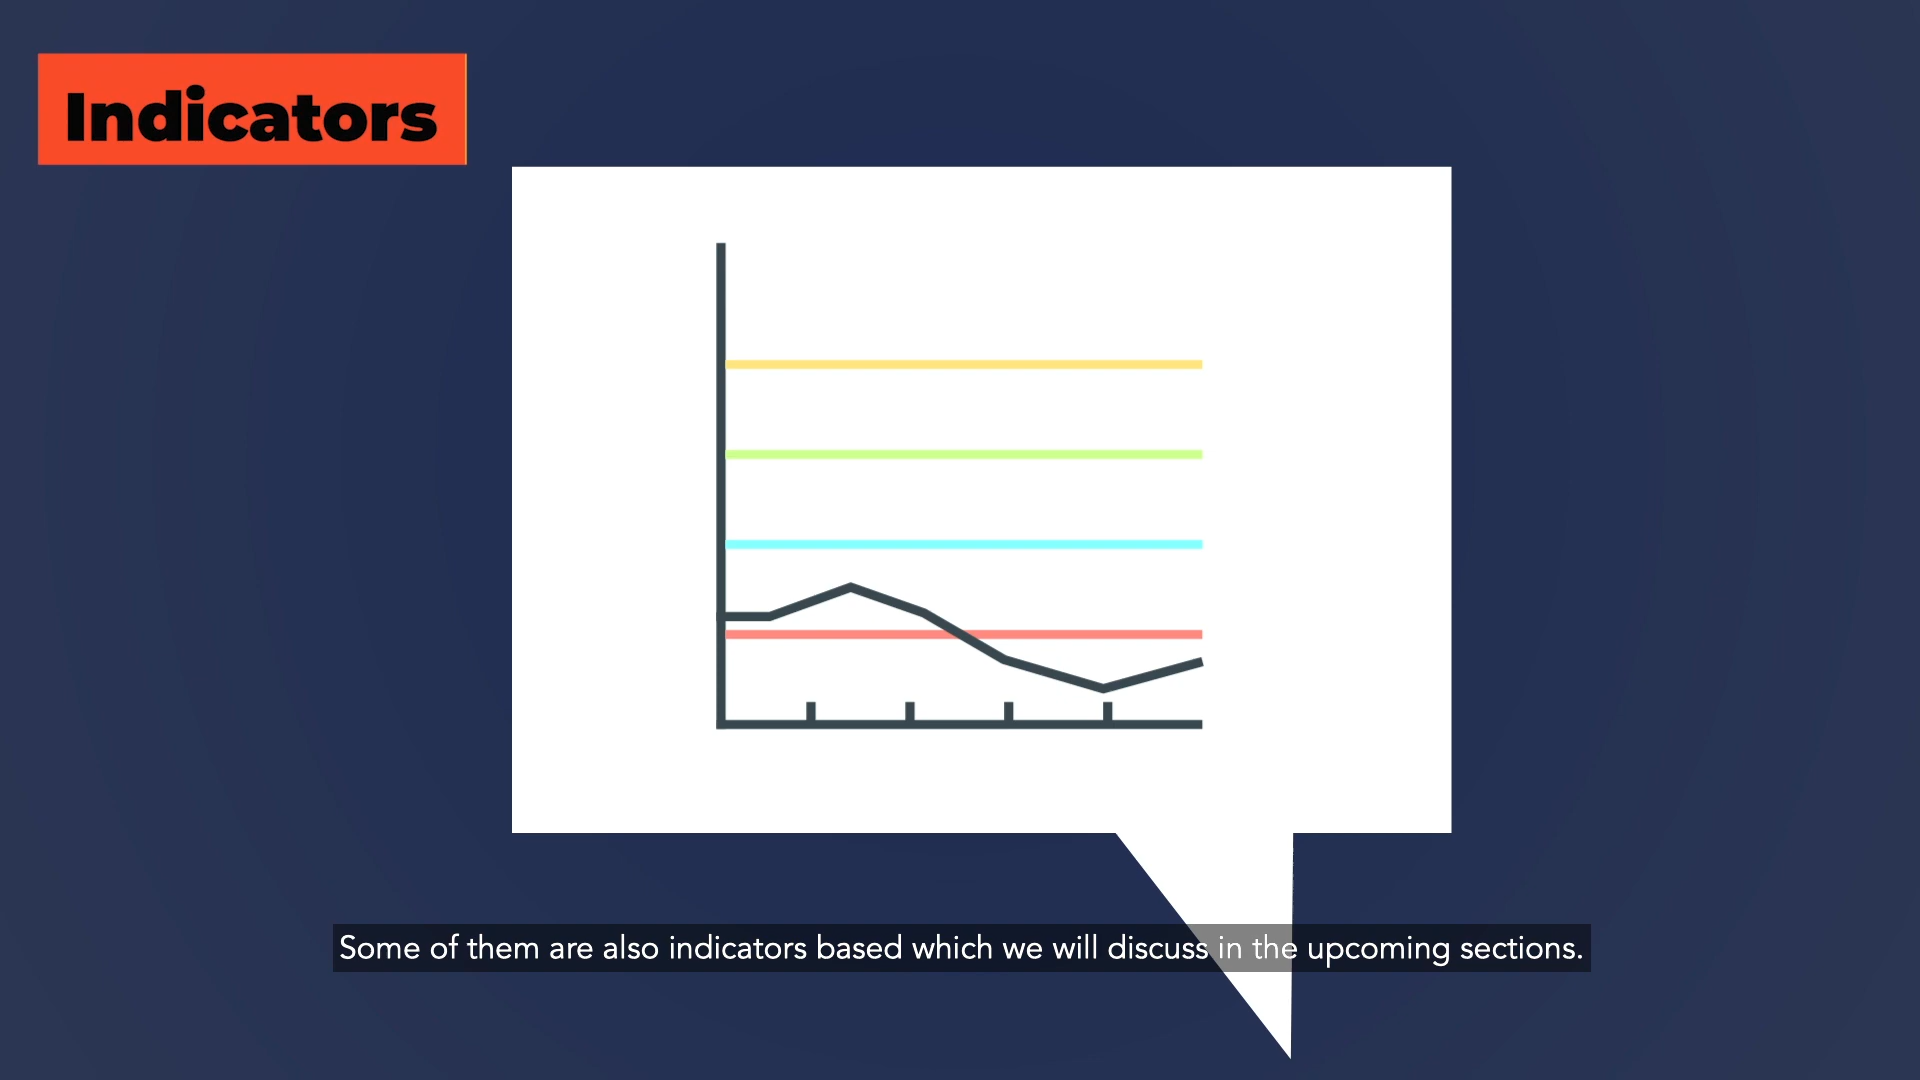 Indicators
Some of them are also indicators based which we will discuss in the upcoming sections.